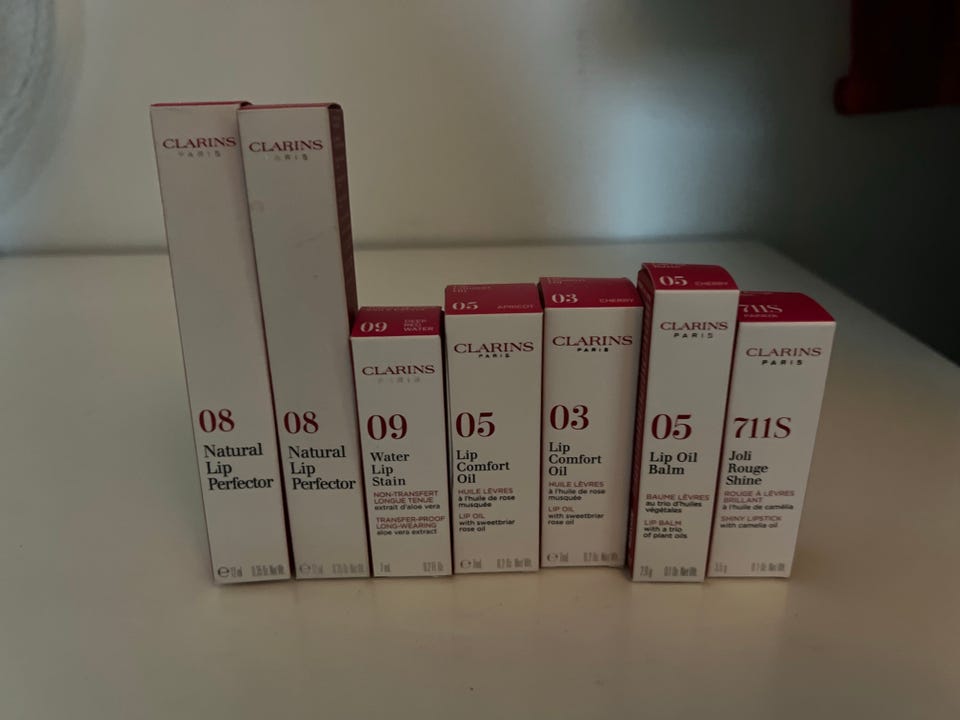 CLARINS
PARIS
08
Natural
Lip
Perfector
CLARINS
PARIS
08
Natural
Lip
Perfector
09
DEEP
RED
WATER
CLARINS
PARIS
09
Water
Lip
Stain
NON-TRANSFERT
LONGUE TENUE
extrait d'aloe vera
TRANSFER-PROOF
LONG-WEARING
aloe vera extract
05 APRICOT
CLARINS
PARIS
05
Lip
Comfort
Oil
HUILE LÈVRES
à l'huile de rose
musquée
LIP OIL
with sweetbriar
rose oil
03 CHERRY
CLARINS
PARIS
03
Lip
Comfort
Oil
HUILE LÈVRES
à l'huile de rose
musquée
LIP OIL
with sweetbriar
rose oil
05 CHERRY
CLARINS
PARIS
05
Lip Oil
Balm
BAUME LÈVRES
au trio d'huiles
végétales
LIP BALM
with a trio
of plant oils
711S
CLARINS
PARIS
711S
Joli
Rouge
Shine
ROUGE À LÈVRES
BRILLANT
à l'huile de camélia
SHINY LIPSTICK
with camelia oil